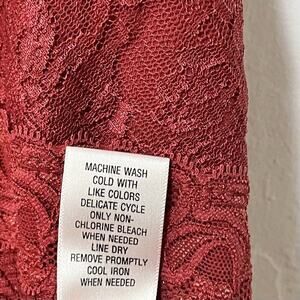 MACHINE WASH
COLD WITH
LIKE COLORS
DELICATE CYCLE
ONLY NON-
CHLORINE BLEACH
WHEN NEEDED
LINE DRY
REMOVE PROMPTLY
COOL IRON
WHEN NEEDED